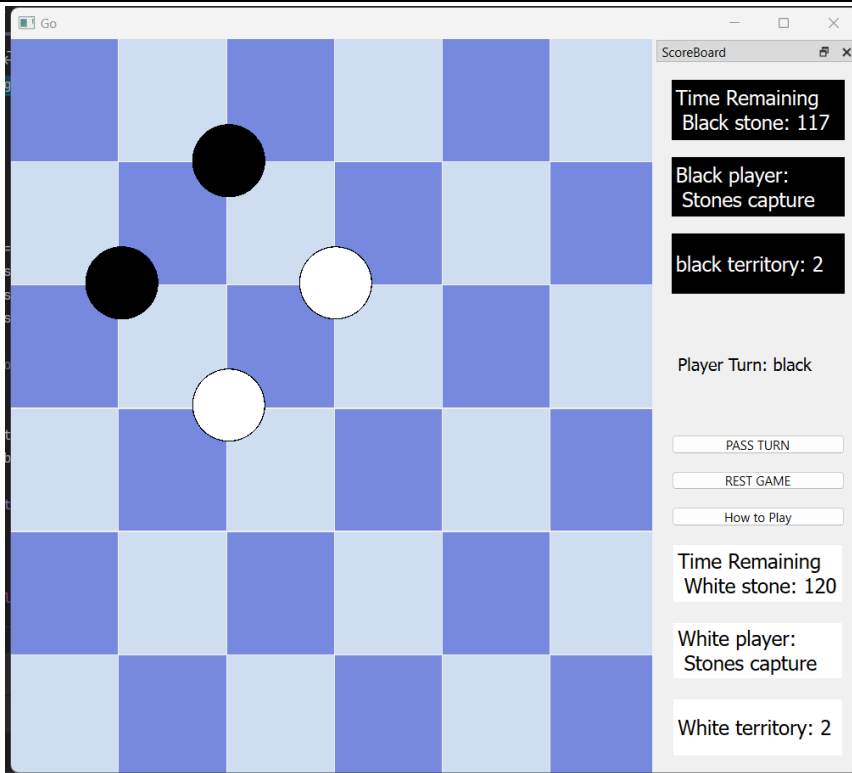 Go
ScoreBoard
Time Remaining
Black stone: 117
Black player:
Stones capture
black territory: 2
Player Turn: black
PASS TURN
REST GAME
How to Play
Time Remaining
White stone: 120
White player:
Stones capture
White territory: 2